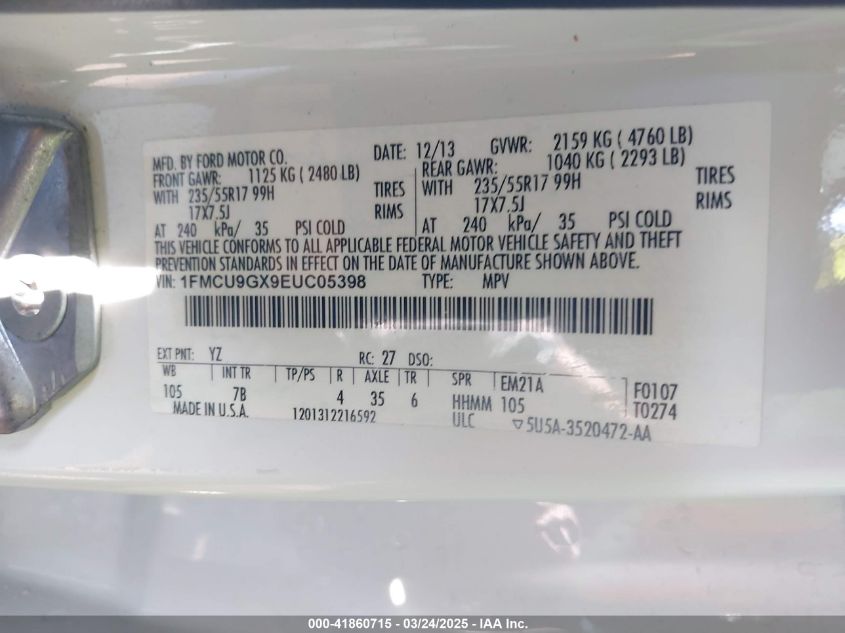 MFD. BY FORD MOTOR CO. DATE: 12/13 GVWR: 2159 KG ( 4760 LB)
FRONT GAWR: 1125 KG ( 2480 LB) REAR GAWR: 1040 KG ( 2293 LB)
WITH 235/55R17 99H TIRES WITH 235/55R17 99H TIRES
17X7.5J RIMS 17X7.5J RIMS
AT 240 kPa/ 35 PSI COLD AT 240 kPa/ 35 PSI COLD
THIS VEHICLE CONFORMS TO ALL APPLICABLE FEDERAL MOTOR VEHICLE SAFETY AND THEFT
PREVENTION STANDARDS IN EFFECT ON THE DATE OF MANUFACTURE SHOWN ABOVE.
VIN: 1FMCU9GX9EUC05398 TYPE: MPV
EXT PNT: YZ RC: 27 DSO:
WB INT TR TP/PS R AXLE TR SPR EM21A F0107
105 7B 4 35 6 HHMM 105 T0274
MADE IN U.S.A. 1201312216592 ULC ▽5U5A-3520472-AA
000-41860715 - 03/24/2025 - IAA Inc.